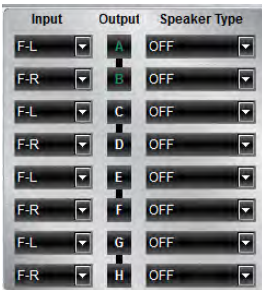 Input Output Speaker Type
F-L A OFF
F-R B OFF
F-L C OFF
F-R D OFF
F-L E OFF
F-R F OFF
F-L G OFF
F-R H OFF